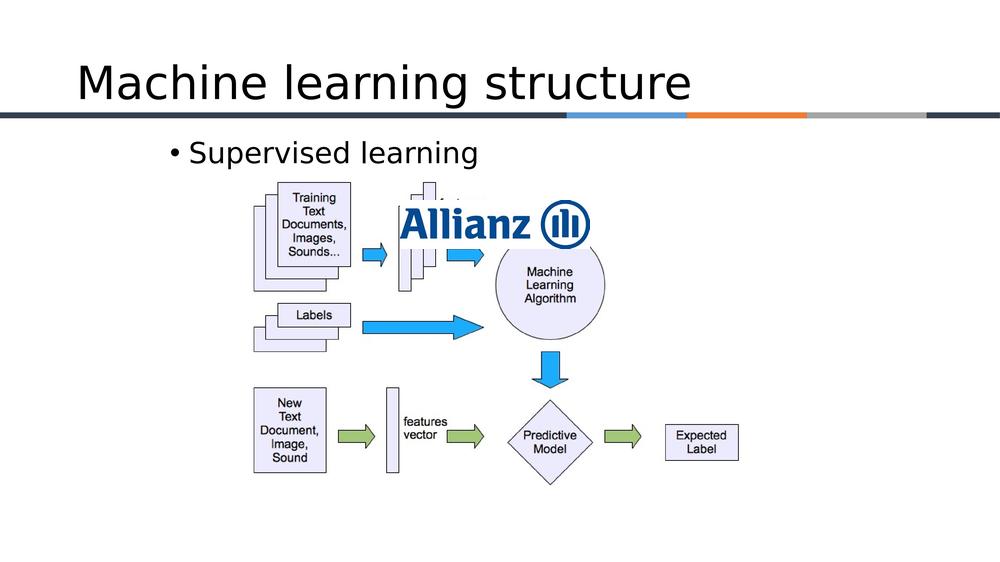 Machine learning structure
• Supervised learning
Training
Text
Documents,
Images,
Sounds...
Allianz
Machine
Learning
Algorithm
Labels
New
Text
Document,
Image,
Sound
features
vector
Predictive
Model
Expected
Label